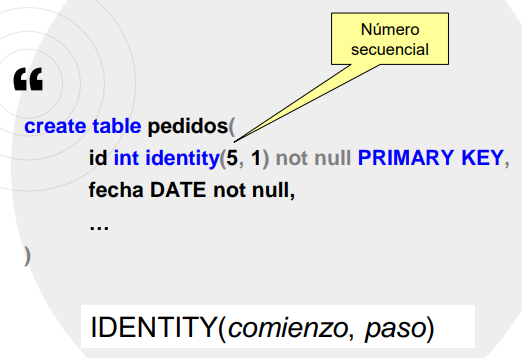 Número
secuencial
“
create table pedidos(
id int identity(5, 1) not null PRIMARY KEY,
fecha DATE not null,
…
)
IDENTITY(comienzo, paso)